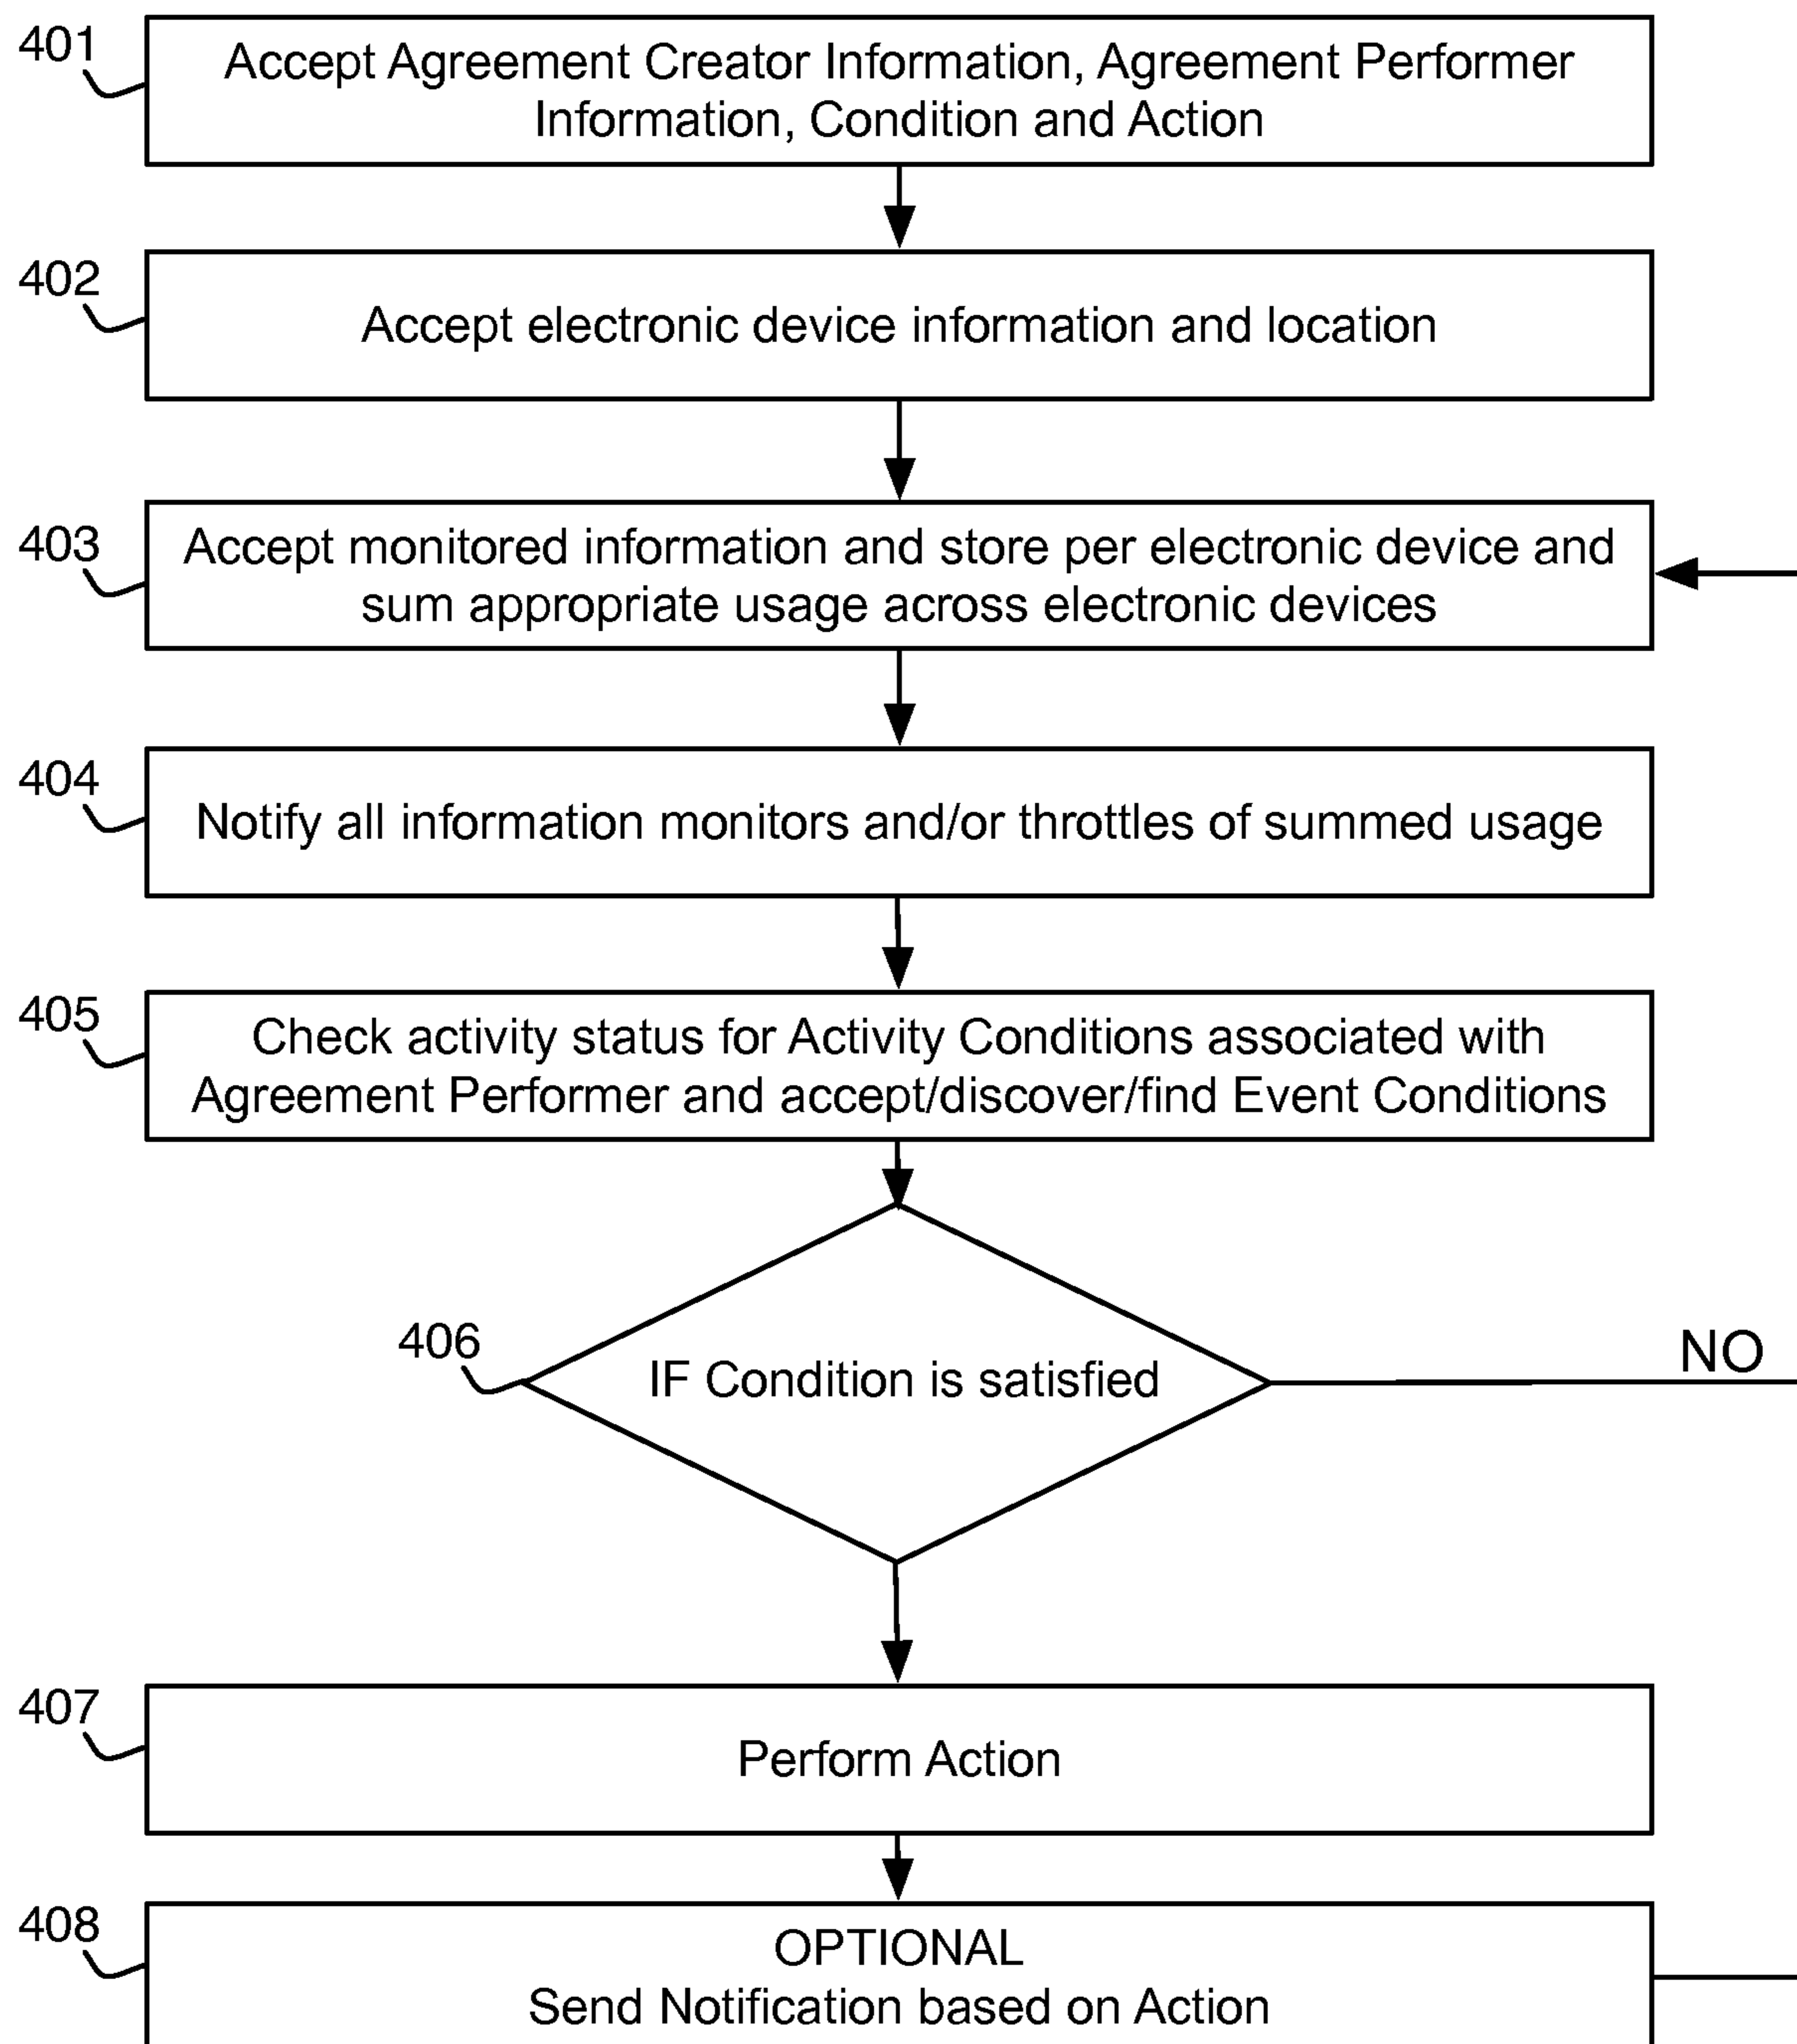 401
Accept Agreement Creator Information, Agreement Performer
Information, Condition and Action
402
Accept electronic device information and location
403
Accept monitored information and store per electronic device and
sum appropriate usage across electronic devices
404
Notify all information monitors and/or throttles of summed usage
405
Check activity status for Activity Conditions associated with
Agreement Performer and accept/discover/find Event Conditions
406
IF Condition is satisfied
NO
407
Perform Action
408
OPTIONAL
Send Notification based on Action